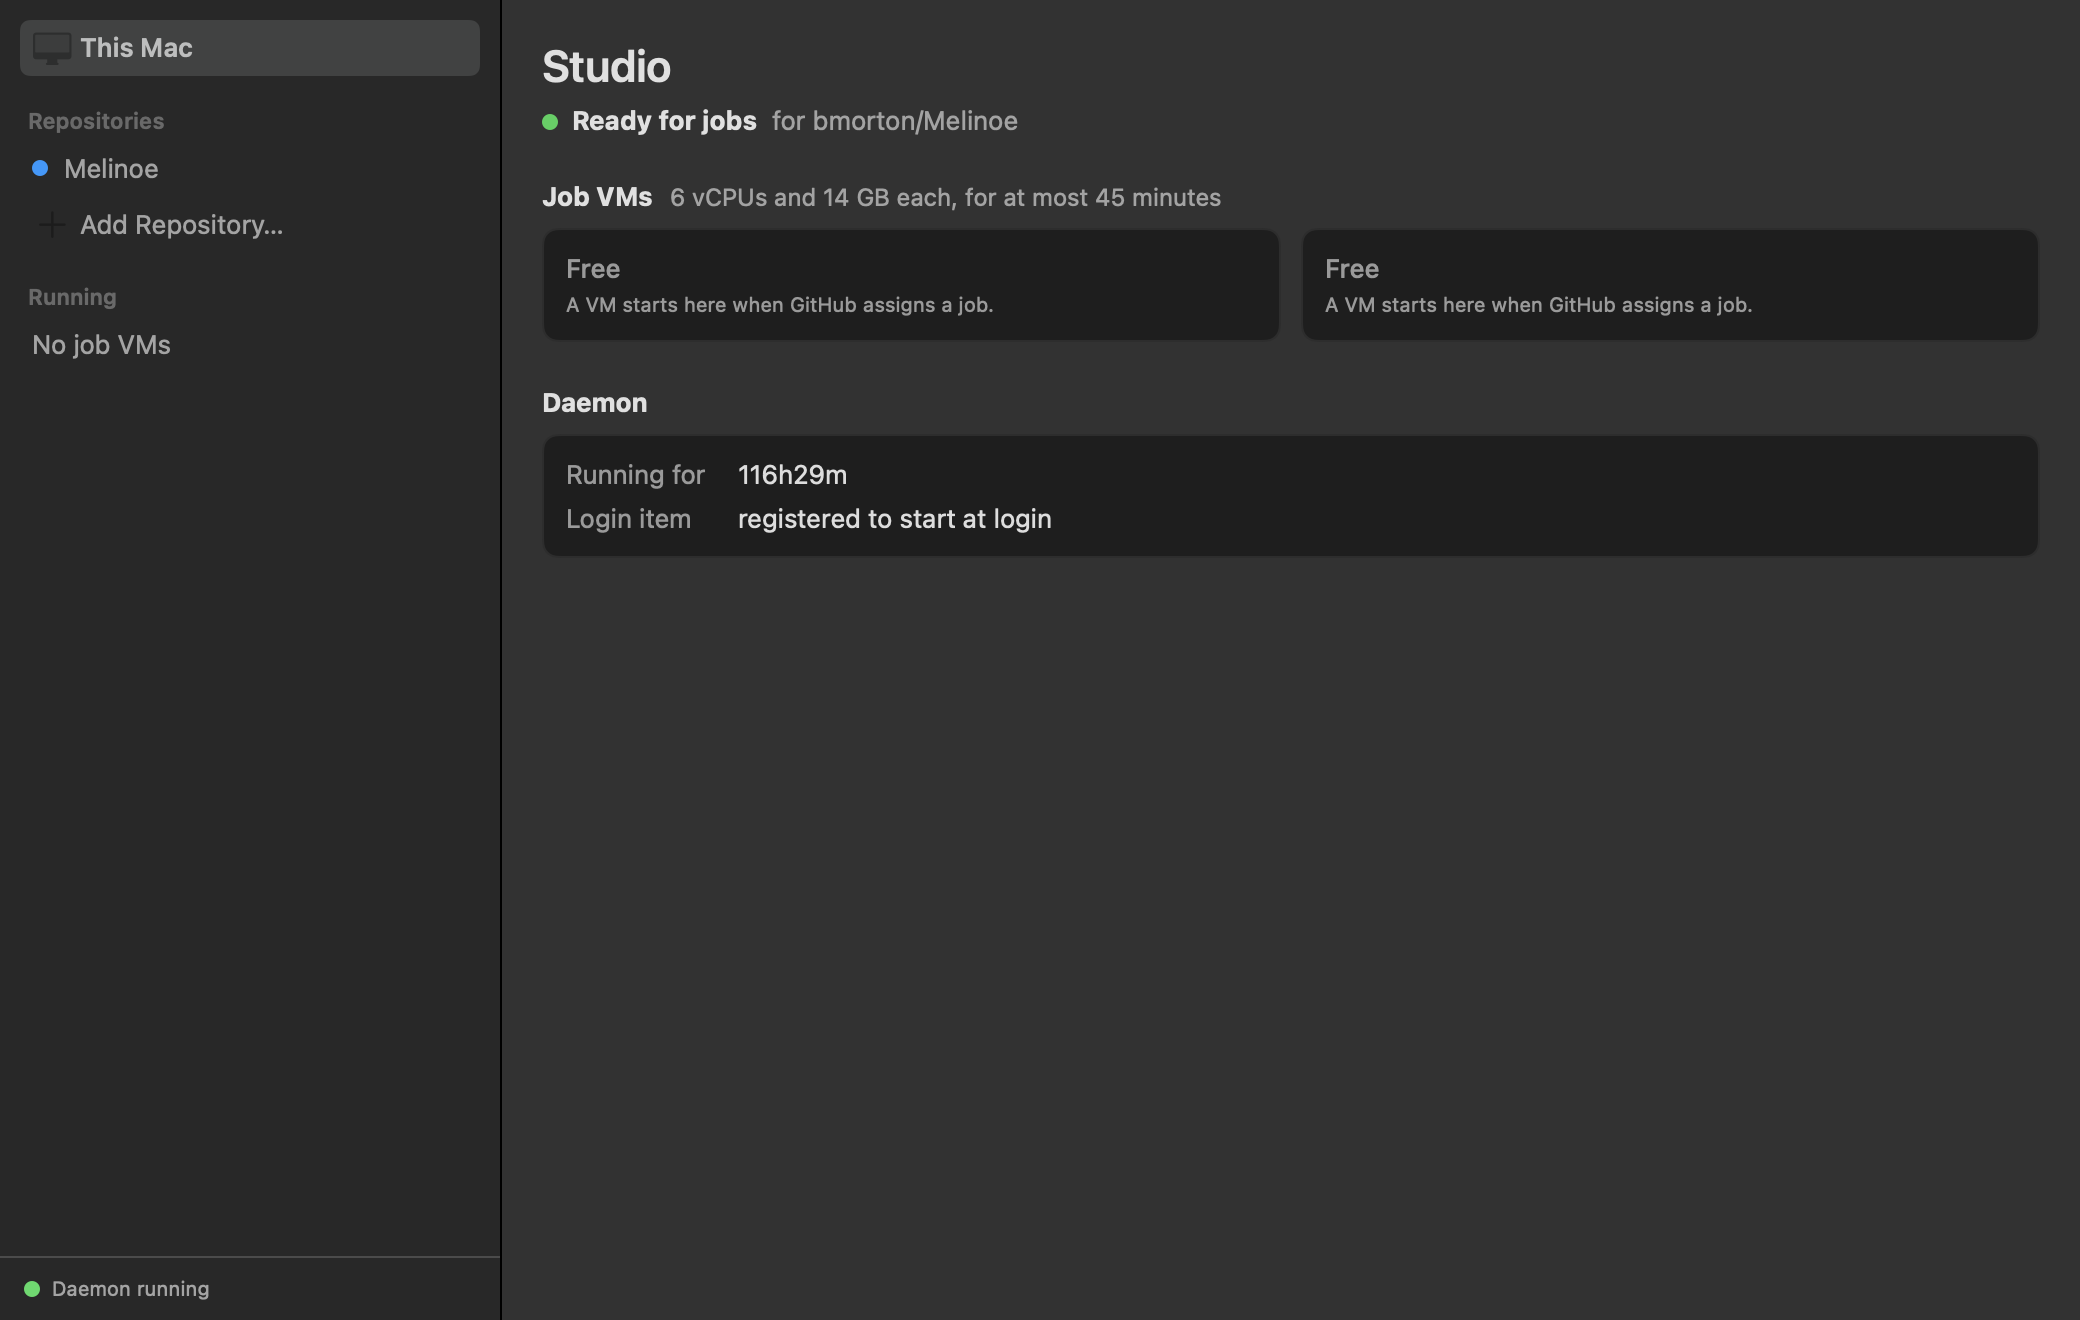 This Mac
Repositories
Melinoe
Add Repository...
Running
No job VMs
Daemon running
Studio
Ready for jobs for bmorton/Melinoe
Job VMs 6 vCPUs and 14 GB each, for at most 45 minutes
Free
A VM starts here when GitHub assigns a job.
Free
A VM starts here when GitHub assigns a job.
Daemon
Running for 116h29m
Login item registered to start at login